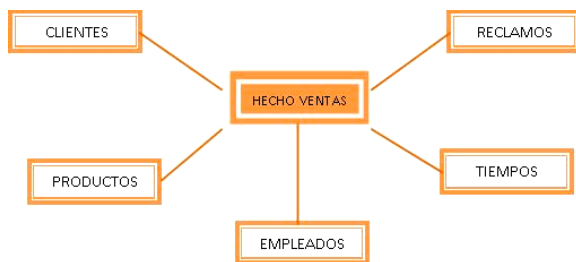 CLIENTES
RECLAMOS
HECHO VENTAS
PRODUCTOS
TIEMPOS
EMPLEADOS